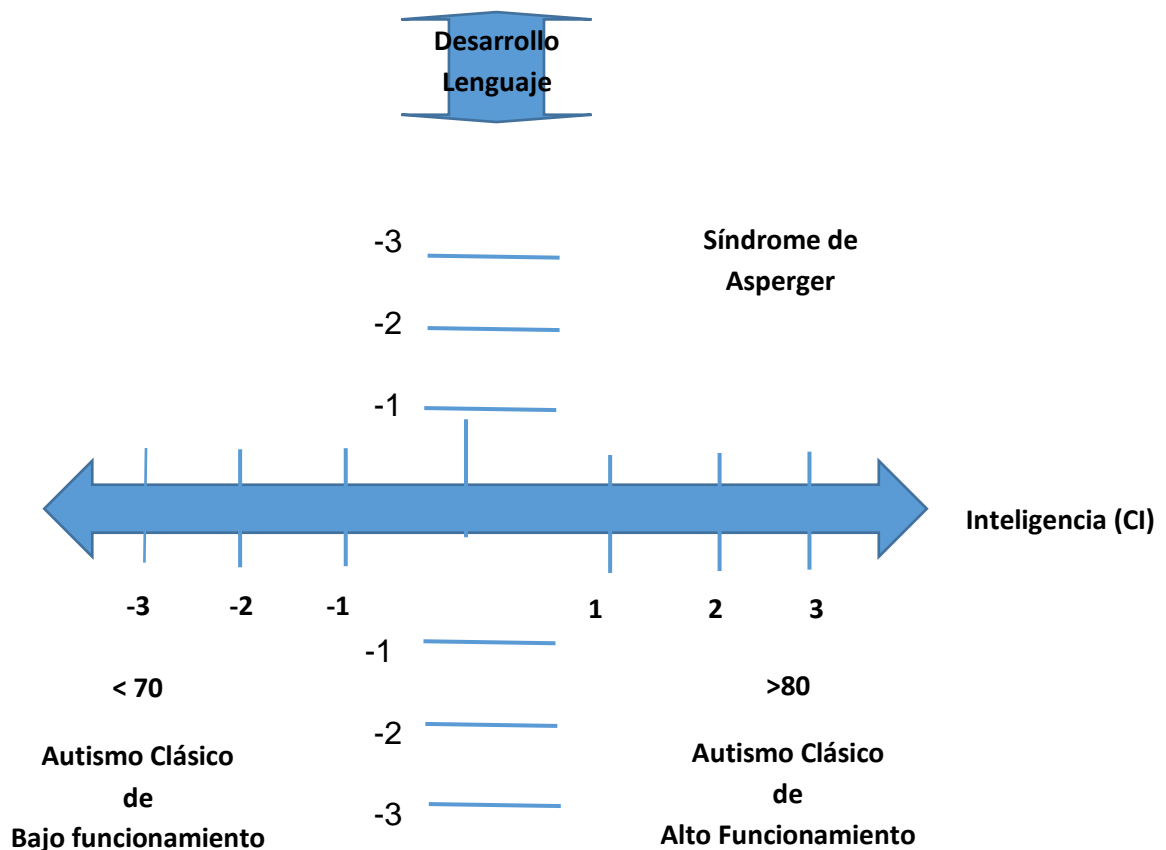 Desarrollo
Lenguaje
-3
Síndrome de
Asperger
-2
-1
Inteligencia (CI)
-3 -2 -1 1 2 3
-1
< 70 >80
-2
Autismo Clásico
de
Bajo funcionamiento
Autismo Clásico
de
Alto Funcionamiento
-3